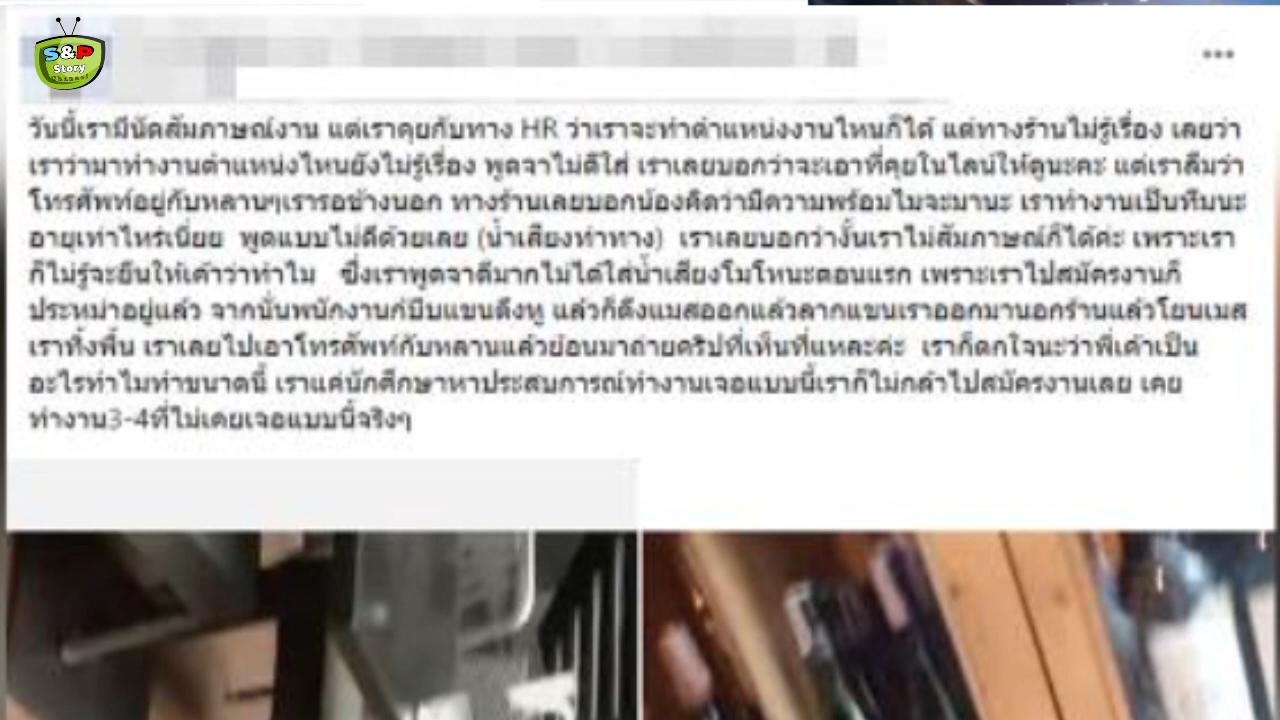 S&P
Story
Channel
วันนี้เรามีนัดสัมภาษณ์งาน แต่เราคุยกับทาง HR ว่าเราจะทำตำแหน่งงานไหนก็ได้ แต่ทางร้านไม่รู้เรื่อง เลยว่า
เราว่ามาทำงานตำแหน่งไหนยังไม่รู้เรื่อง พูดจาไม่ดีใส่ เราเลยบอกว่าจะเอาที่คุยในไลน์ให้ดูนะคะ แต่เราลืมว่า
โทรศัพท์อยู่กับหลานๆเรารอข้างนอก ทางร้านเลยบอกน้องคิดว่ามีความพร้อมไมจะมานะ เราทำงานเป็นทีมนะ
อายุเท่าไหร่เนี่ยย พูดแบบไม่ดีด้วยเลย (น้ำเสียงท่าทาง) เราเลยบอกว่างั้นเราไม่สัมภาษณ์ก็ได้ค่ะ เพราะเรา
ก็ไม่รู้จะยืนให้เค้าว่าทำไม ซึ่งเราพูดจาดีมากไม่ได้ใส่น้ำเสียงโมโหนะตอนแรก เพราะเราไปสมัครงานก็
ประหม่าอยู่แล้ว จากนั่นพนักงานก่บีบแขนดึงหู แล้วก็ดึงแมสออกแล้วลากแขนเราออกมานอกร้านแล้วโยนเมส
เราทิ้งพื้น เราเลยไปเอาโทรศัพท์กับหลานแล้วย้อนมาถ่ายคริปที่เห็นที่แหละค่ะ เราก็ตกใจนะว่าพี่เค้าเป็น
อะไรทำไมทำขนาดนี้ เราแค่นักศึกษาหาประสบการณ์ทำงานเจอแบบนี้เราก็ไม่กล้าไปสมัครงานเลย เคย
ทำงาน3-4ที่ไม่เคยเจอแบบนี้จริงๆ